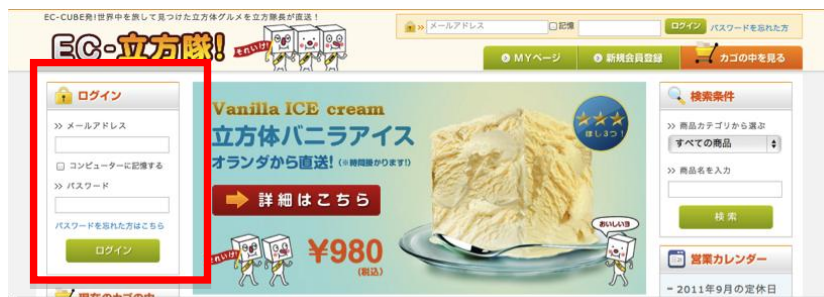 EC-CUBE発!世界中を旅して見つけた立方体グルメを立方隊長が直送!
EC-立方隊!
それいけ!
メールアドレス
記憶
ログイン
パスワードを忘れた方
MYページ
新規会員登録
カゴの中を見る
ログイン
>> メールアドレス
コンピューターに記憶する
>> パスワード
パスワードを忘れた方はこちら
ログイン
現在のカゴの中
Vanilla ICE cream
立方体バニラアイス
オランダから直送! (※時間掛かります!)
詳細はこちら
それいけ!
¥980
(税込)
★★★
ほし3つ!
おいしいヨ
検索条件
>> 商品カテゴリから選ぶ
すべての商品
>> 商品名を入力
検索
営業カレンダー
- 2011年9月の定休日